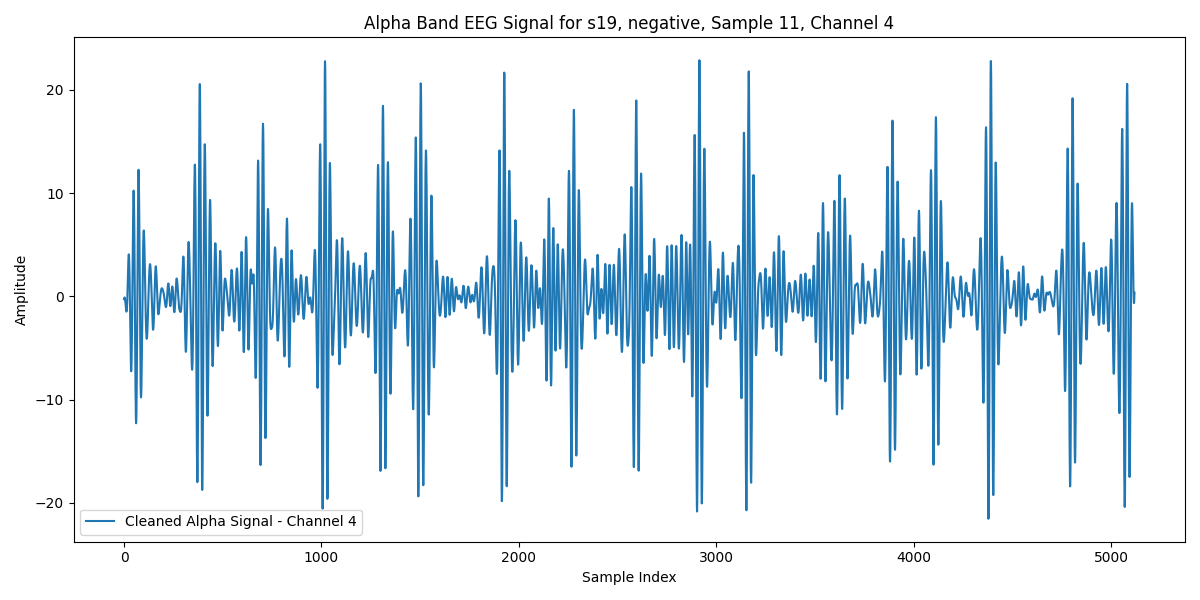 Alpha Band EEG Signal for s19, negative, Sample 11, Channel 4
Amplitude
20
10
0
−10
−20
Cleaned Alpha Signal - Channel 4
0 1000 2000 3000 4000 5000
Sample Index